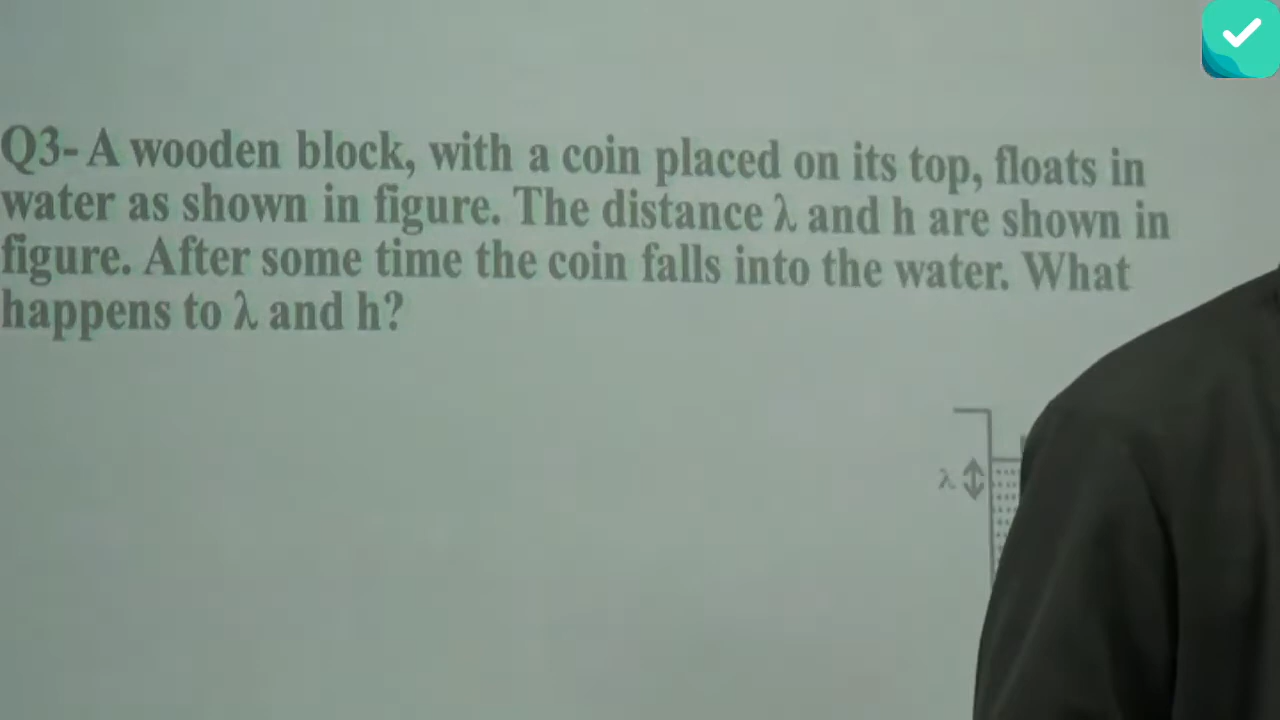 Q3- A wooden block, with a coin placed on its top, floats in
water as shown in figure. The distance λ and h are shown in
figure. After some time the coin falls into the water. What
happens to λ and h?
λ